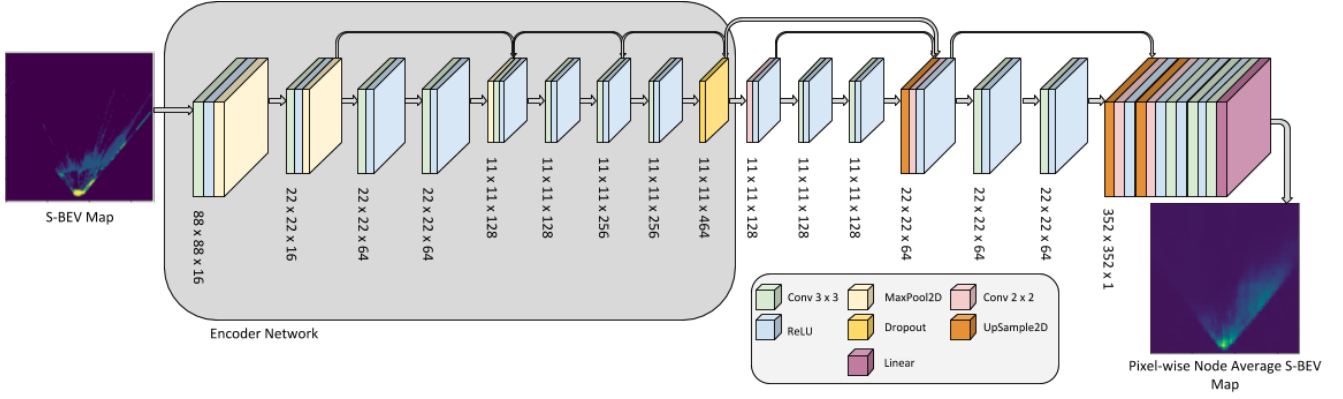 S-BEV Map
88 x 88 x 16
22 x 22 x 16
22 x 22 x 64
22 x 22 x 64
11 x 11 x 128
11 x 11 x 128
11 x 11 x 256
11 x 11 x 256
11 x 11 x 464
11 x 11 x 128
11 x 11 x 128
11 x 11 x 128
22 x 22 x 64
22 x 22 x 64
22 x 22 x 64
352 x 352 x 1
Encoder Network
Conv 3 x 3
MaxPool2D
Conv 2 x 2
ReLU
Dropout
UpSample2D
Linear
Pixel-wise Node Average S-BEV
Map